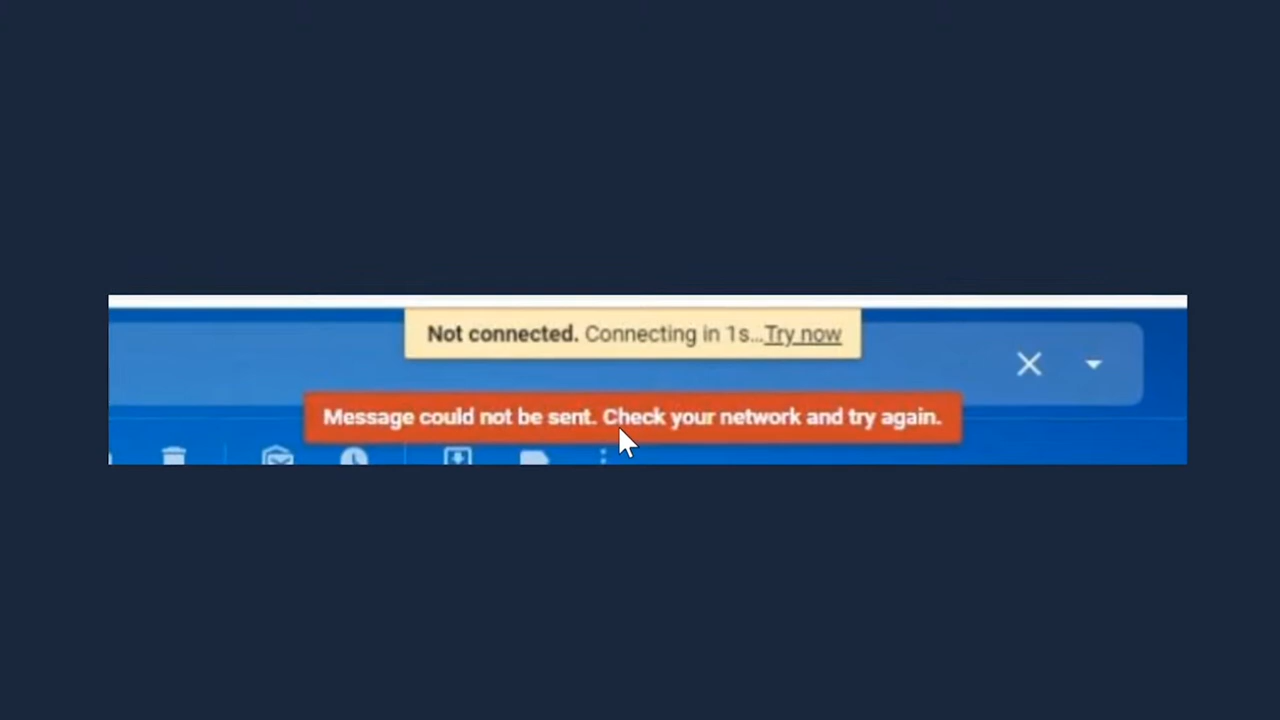 Not connected. Connecting in 1s...Try now
Message could not be sent. Check your network and try again.